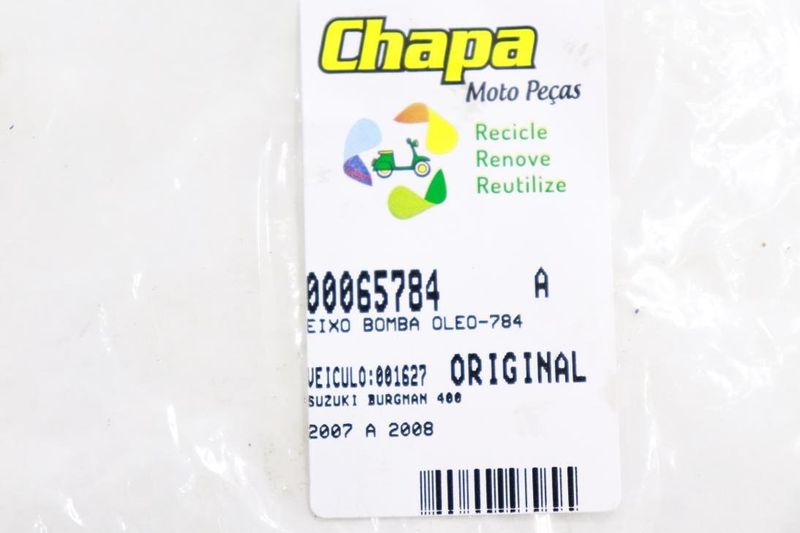 Chapa
Moto Peças
Recicle
Renove
Reutilize
00065784 A
EIXO BOMBA OLEO-784
VEICULO:001627 ORIGINAL
SUZUKI BURGMAN 400
2007 A 2008